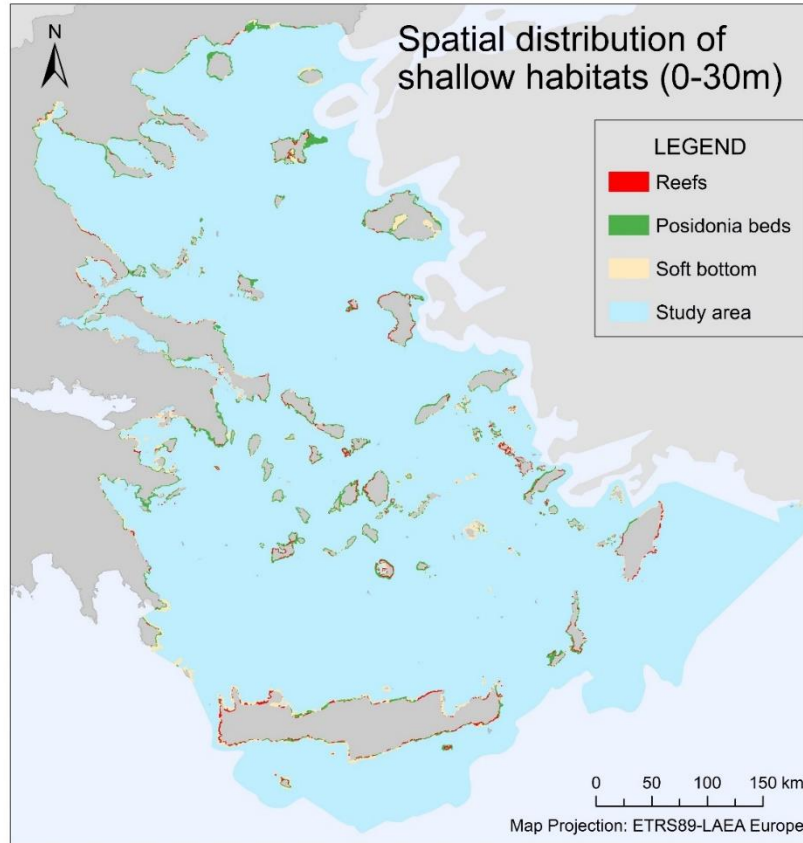 N
Spatial distribution of
shallow habitats (0-30m)
LEGEND
Reefs
Posidonia beds
Soft bottom
Study area
0 50 100 150 km
Map Projection: ETRS89-LAEA Europe